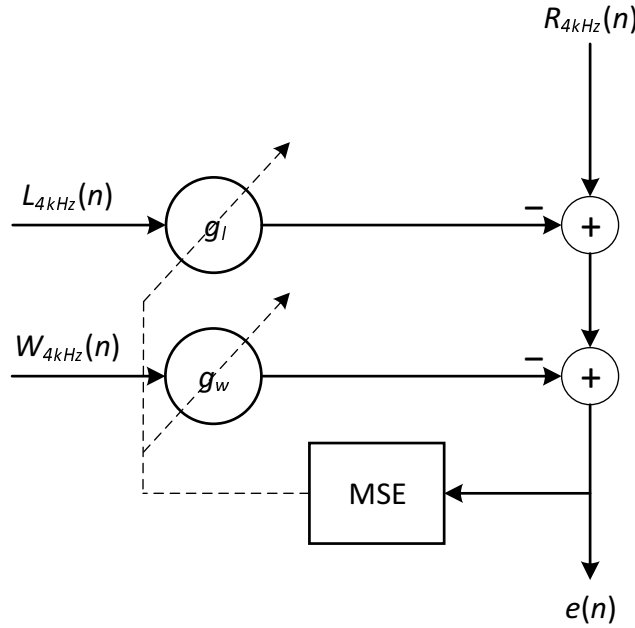 R4kHz(n)
L4kHz(n)
−
gl
+
W4kHz(n)
−
gw
+
MSE
e(n)